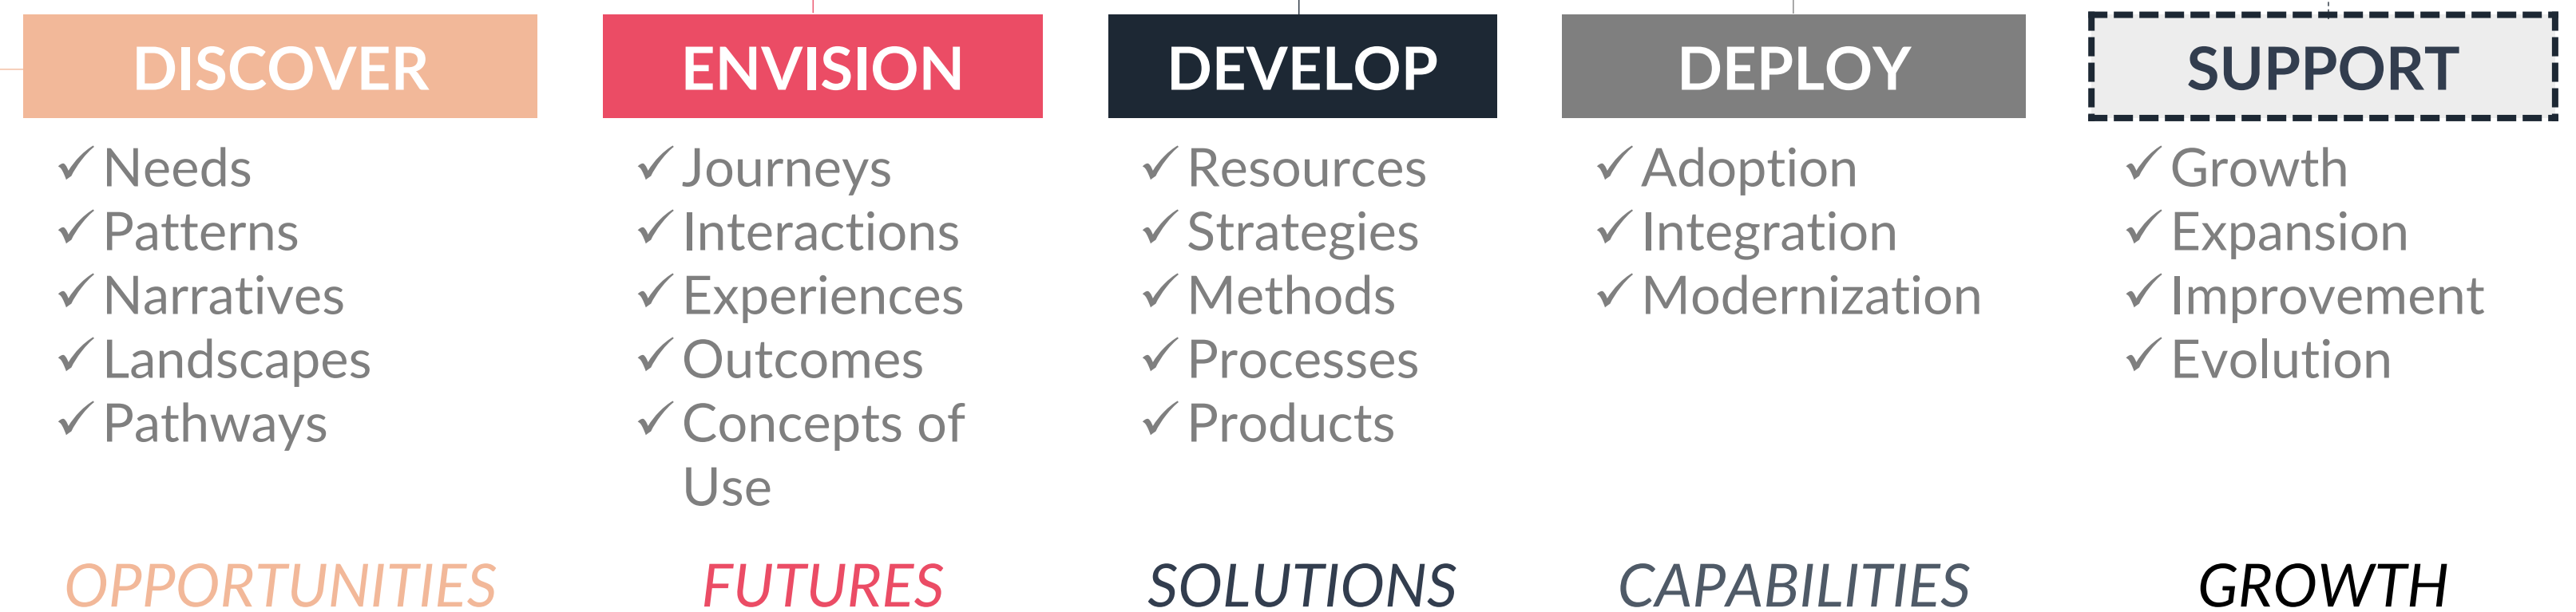 DISCOVER
Needs
Patterns
Narratives
Landscapes
Pathways
OPPORTUNITIES
ENVISION
Journeys
Interactions
Experiences
Outcomes
Concepts of
Use
FUTURES
DEVELOP
Resources
Strategies
Methods
Processes
Products
SOLUTIONS
DEPLOY
Adoption
Integration
Modernization
CAPABILITIES
SUPPORT
Growth
Expansion
Improvement
Evolution
GROWTH